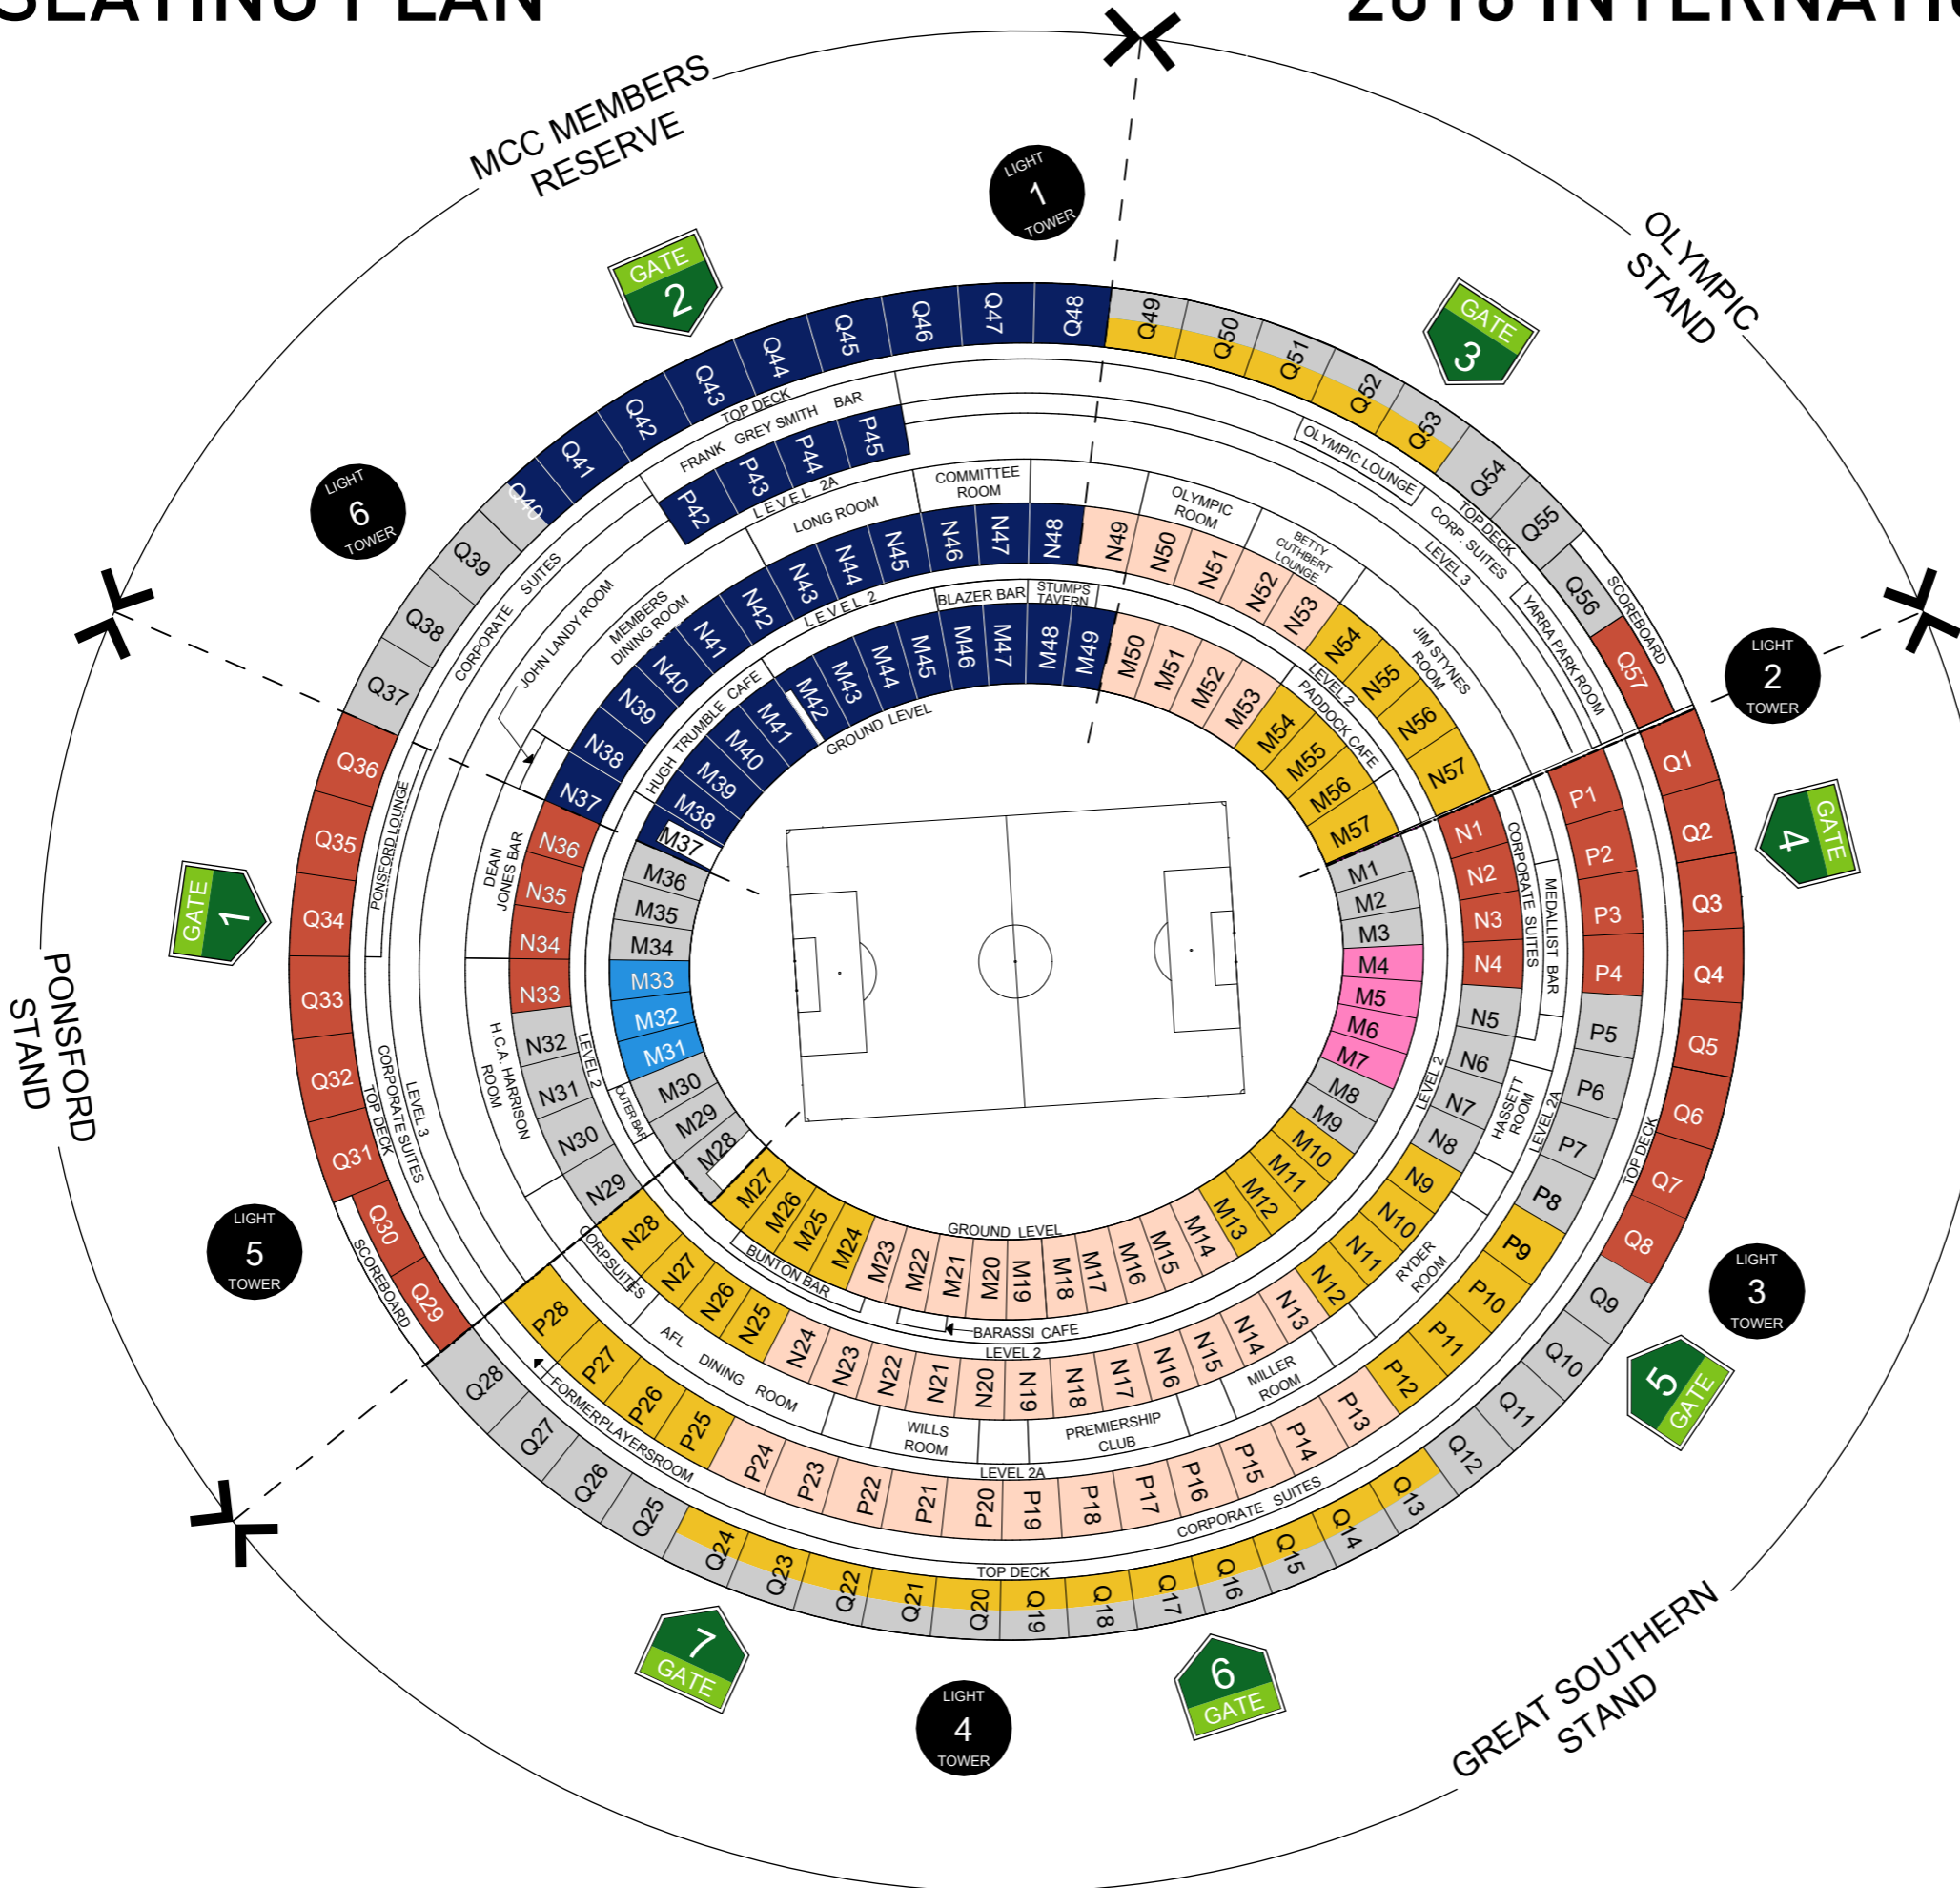 SEATING PLAN
2016 INTERNATIO
MCC MEMBERS
RESERVE
OLYMPIC
STAND
PONSFORD
STAND
GREAT SOUTHERN
STAND
LIGHT
1
TOWER
LIGHT
2
TOWER
LIGHT
3
TOWER
LIGHT
4
TOWER
LIGHT
5
TOWER
LIGHT
6
TOWER
GATE
1
GATE
2
GATE
3
GATE
4
GATE
5
GATE
6
GATE
7
Q1
Q2
Q3
Q4
Q5
Q6
Q7
Q8
Q9
Q10
Q11
Q12
Q13
Q14
Q15
Q16
Q17
Q18
Q19
Q20
Q21
Q22
Q23
Q24
Q25
Q26
Q27
Q28
Q29
Q30
Q31
Q32
Q33
Q34
Q35
Q36
Q37
Q38
Q39
Q40
Q41
Q42
Q43
Q44
Q45
Q46
Q47
Q48
Q49
Q50
Q51
Q52
Q53
Q54
Q55
Q56
Q57
SCOREBOARD
SCOREBOARD
TOP DECK
TOP DECK
TOP DECK
TOP DECK
TOP DECK
FRANK GREY SMITH BAR
P42
P43
P44
P45
LEVEL 2A
LONG ROOM
COMMITTEE
ROOM
OLYMPIC
ROOM
BETTY
CUTHBERT
LOUNGE
JIM STYNES
ROOM
OLYMPIC LOUNGE
CORP. SUITES
LEVEL 3
YARRA PARK ROOM
CORPORATE SUITES
JOHN LANDY ROOM
MEMBERS
DINING ROOM
PONSFORD LOUNGE
DEAN
JONES BAR
H.C.A. HARRISON
ROOM
LEVEL 3
CORPORATE SUITES
P1
P2
P3
P4
P5
P6
P7
P8
P9
P10
P11
P12
P13
P14
P15
P16
P17
P18
P19
P20
P21
P22
P23
P24
P25
P26
P27
P28
CORPORATE SUITES
MEDALLIST BAR
HASSETT
ROOM
LEVEL 2A
RYDER
ROOM
MILLER
ROOM
PREMIERSHIP
CLUB
WILLS
ROOM
AFL DINING ROOM
CORPSUITES
FORMERPLAYERSROOM
LEVEL 2A
CORPORATE SUITES
N1
N2
N3
N4
N5
N6
N7
N8
N9
N10
N11
N12
N13
N14
N15
N16
N17
N18
N19
N20
N21
N22
N23
N24
N25
N26
N27
N28
N29
N30
N31
N32
N33
N34
N35
N36
N37
N38
N39
N40
N41
N42
N43
N44
N45
N46
N47
N48
N49
N50
N51
N52
N53
N54
N55
N56
N57
LEVEL 2
LEVEL 2
LEVEL 2
LEVEL 2
LEVEL 2
HUGH TRUMBLE CAFE
BLAZER BAR
STUMPS
TAVERN
PADDOCK CAFE
OUTER BAR
BUNTON BAR
BARASSI CAFE
M1
M2
M3
M4
M5
M6
M7
M8
M9
M10
M11
M12
M13
M14
M15
M16
M17
M18
M19
M20
M21
M22
M23
M24
M25
M26
M27
M28
M29
M30
M31
M32
M33
M34
M35
M36
M37
M38
M39
M40
M41
M42
M43
M44
M45
M46
M47
M48
M49
M50
M51
M52
M53
M54
M55
M56
M57
GROUND LEVEL
GROUND LEVEL